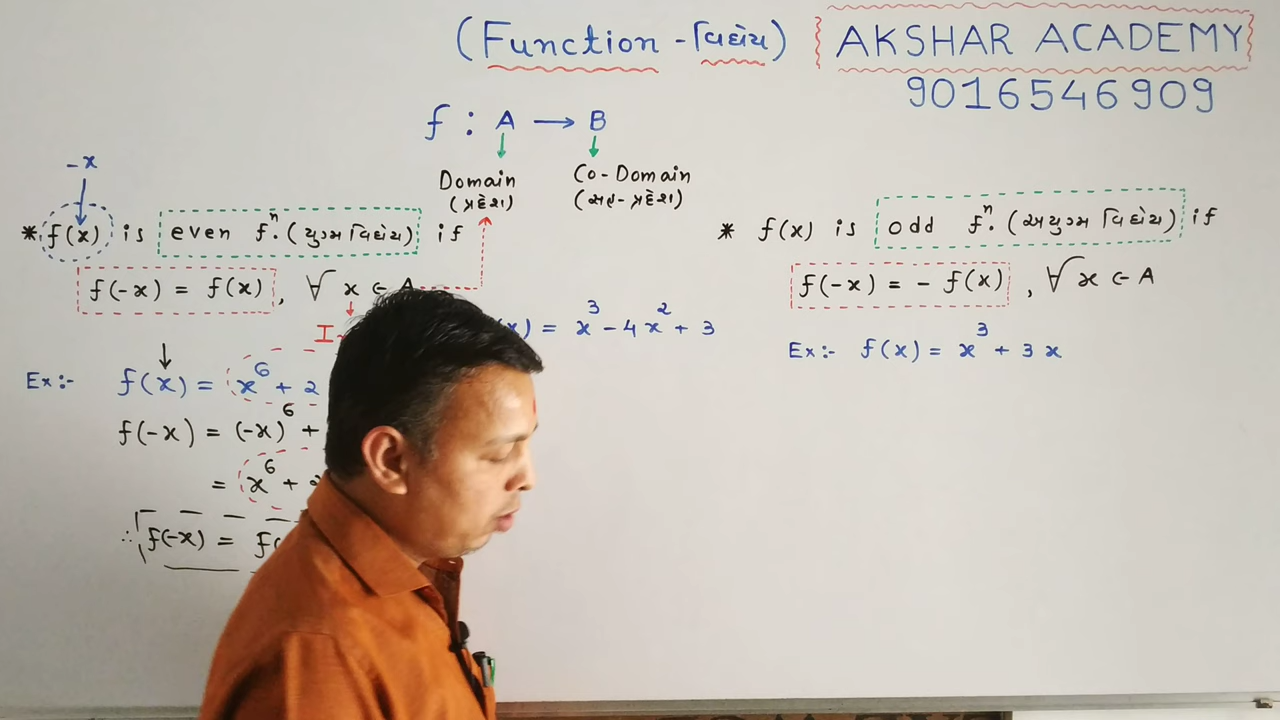 (Function - વિધેય) AKSHAR ACADEMY
9016546909
f : A → B
Domain
(પ્રદેશ)
Co-Domain
(સહ-પ્રદેશ)
-x
* f(x) is even fⁿ. (યુગ્મ વિધેય) if
f(-x) = f(x) , ∀ x ∈ A
I
Ex:- f(x) = x⁶ + 2
f(-x) = (-x)⁶ +
= x⁶ +
∴ f(-x) = f(
x) = x³ - 4x² + 3
* f(x) is odd fⁿ. (અયુગ્મ વિધેય) if
f(-x) = - f(x) , ∀ x ∈ A
Ex:- f(x) = x³ + 3x